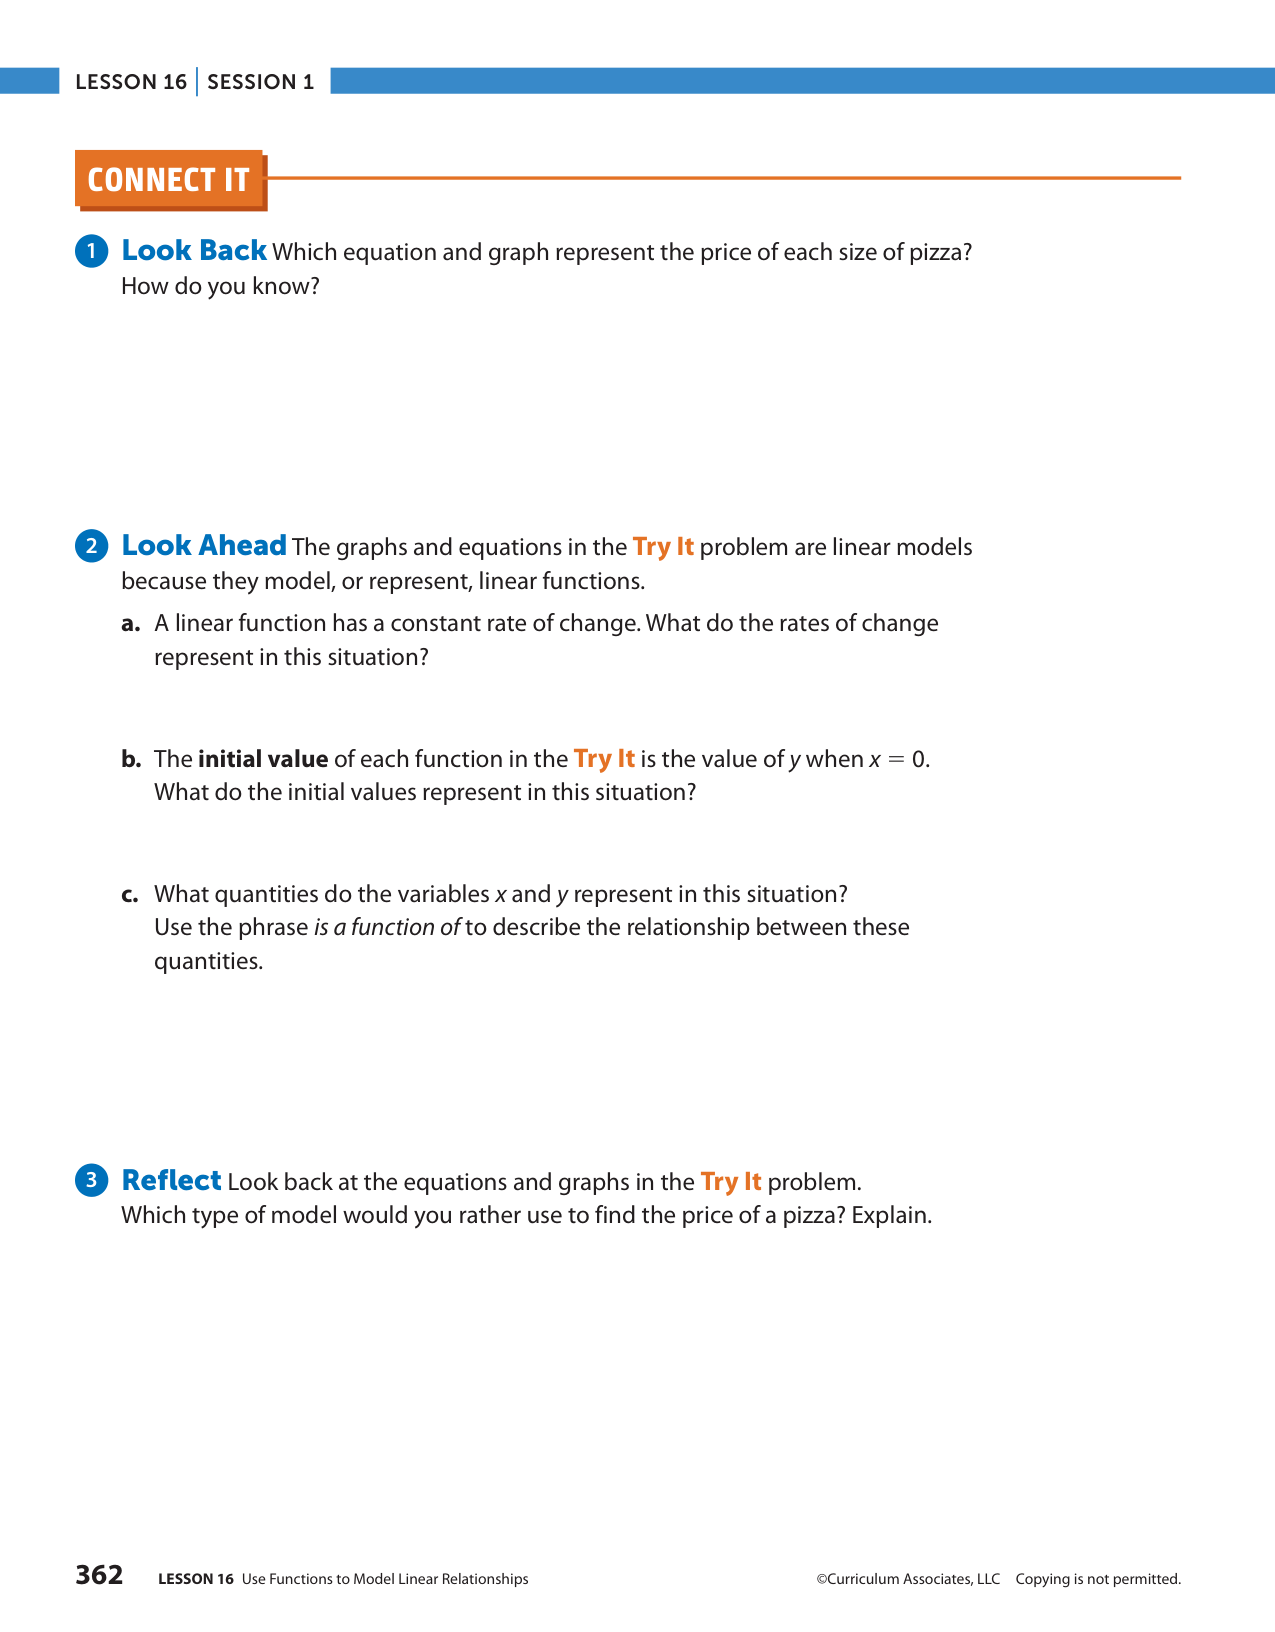 LESSON 16 | SESSION 1
CONNECT IT
1 Look Back Which equation and graph represent the price of each size of pizza?
How do you know?
2 Look Ahead The graphs and equations in the Try It problem are linear models
because they model, or represent, linear functions.
a. A linear function has a constant rate of change. What do the rates of change
represent in this situation?
b. The initial value of each function in the Try It is the value of y when x = 0.
What do the initial values represent in this situation?
c. What quantities do the variables x and y represent in this situation?
Use the phrase is a function of to describe the relationship between these
quantities.
3 Reflect Look back at the equations and graphs in the Try It problem.
Which type of model would you rather use to find the price of a pizza? Explain.
362 LESSON 16 Use Functions to Model Linear Relationships ©Curriculum Associates, LLC Copying is not permitted.